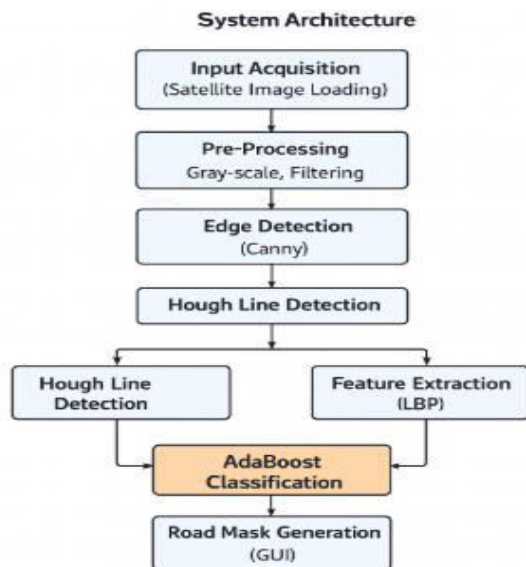 System Architecture
Input Acquisition
(Satellite Image Loading)
Pre-Processing
Gray-scale, Filtering
Edge Detection
(Canny)
Hough Line Detection
Hough Line
Detection
Feature Extraction
(LBP)
AdaBoost
Classification
Road Mask Generation
(GUI)